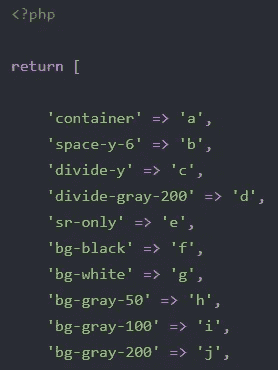 <?php
return [
'container' => 'a',
'space-y-6' => 'b',
'divide-y' => 'c',
'divide-gray-200' => 'd',
'sr-only' => 'e',
'bg-black' => 'f',
'bg-white' => 'g',
'bg-gray-50' => 'h',
'bg-gray-100' => 'i',
'bg-gray-200' => 'j',